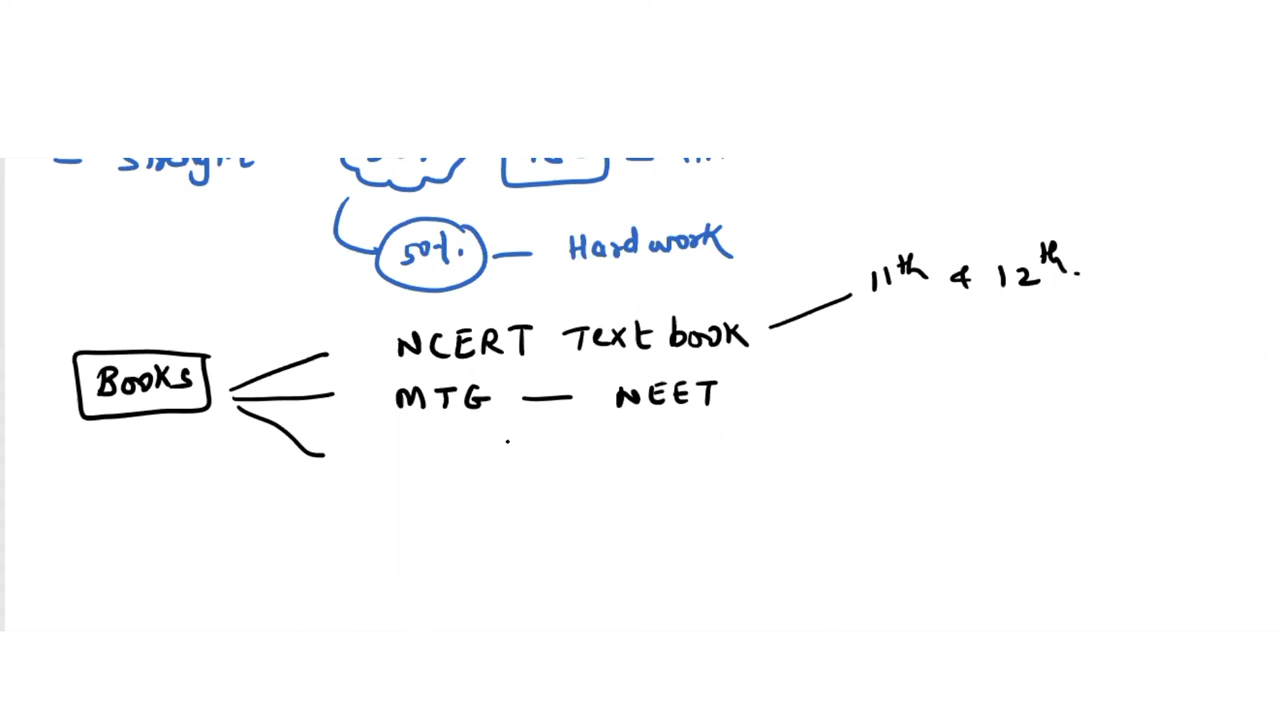 50%. — Hardwork
11th & 12th.
NCERT Text book
Books
MTG — NEET